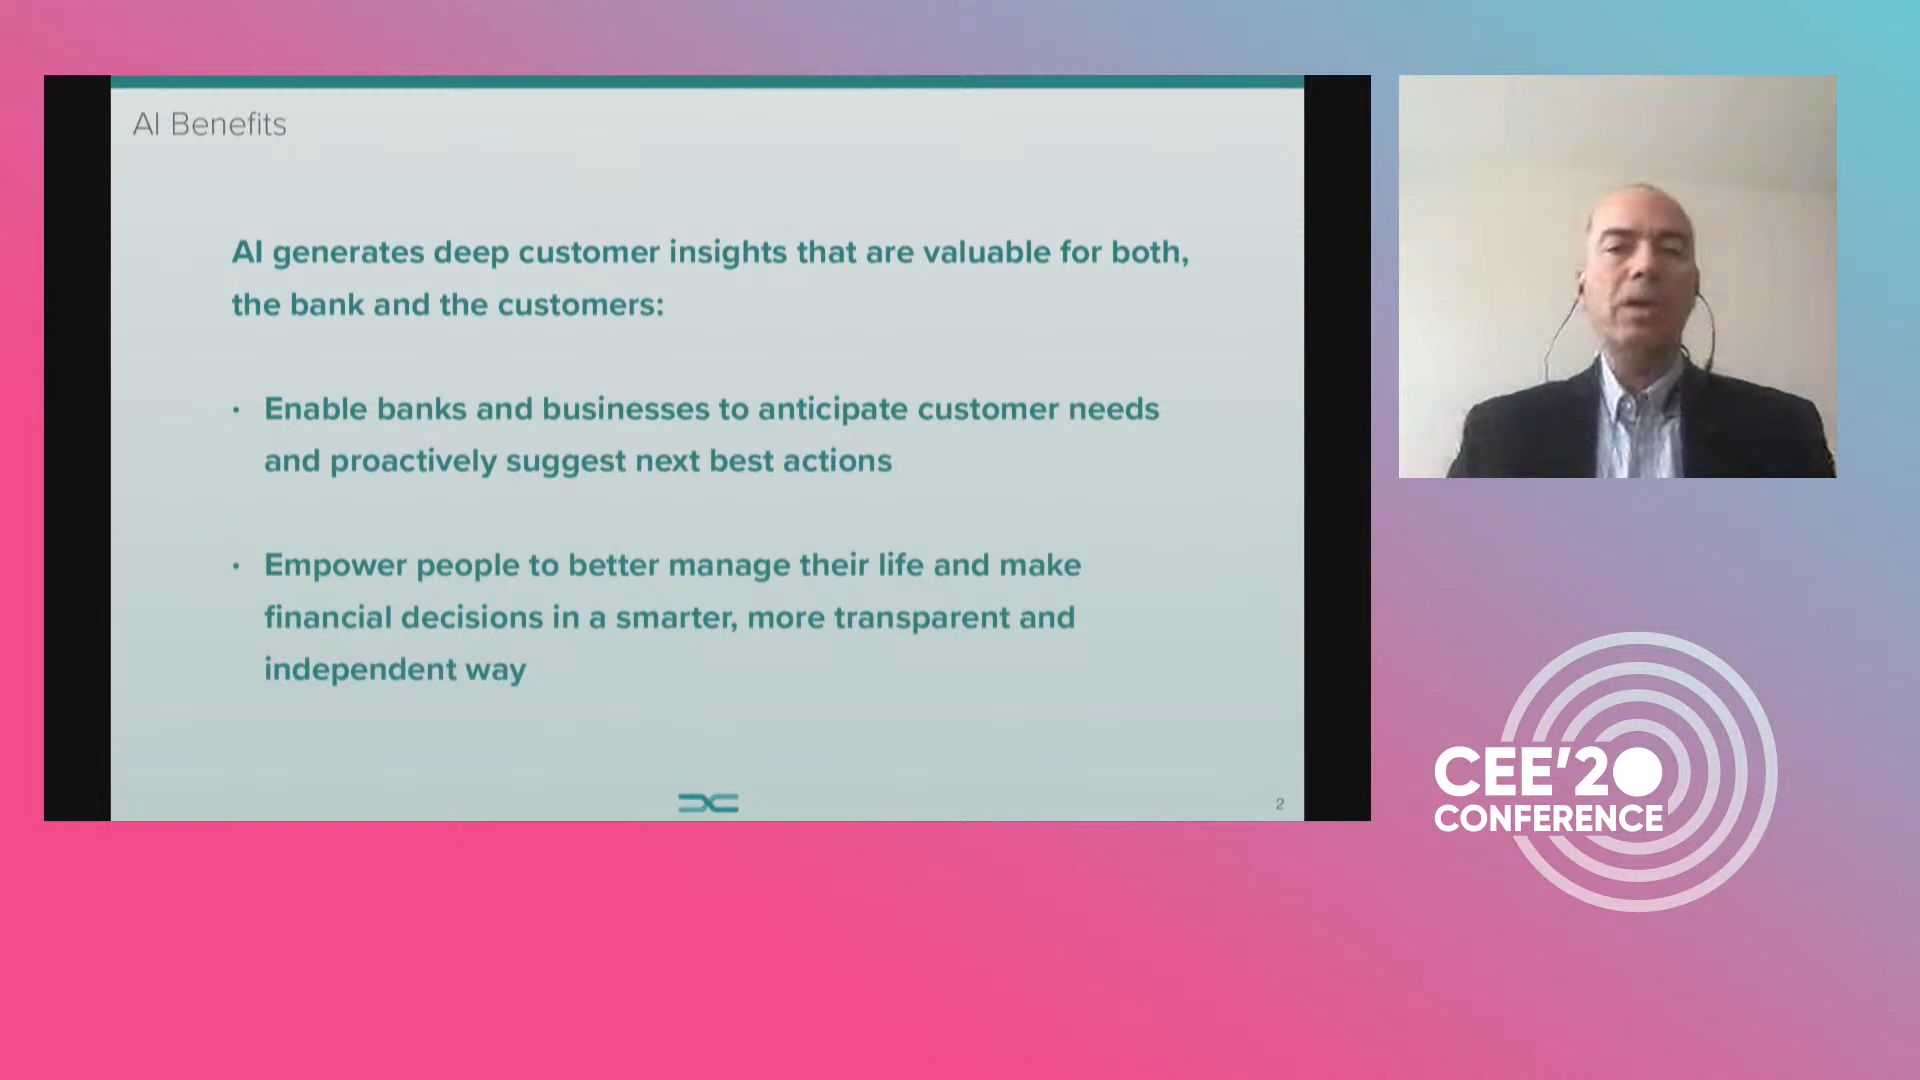 AI Benefits
AI generates deep customer insights that are valuable for both,
the bank and the customers:
· Enable banks and businesses to anticipate customer needs
and proactively suggest next best actions
· Empower people to better manage their life and make
financial decisions in a smarter, more transparent and
independent way
2
CEE'20
CONFERENCE